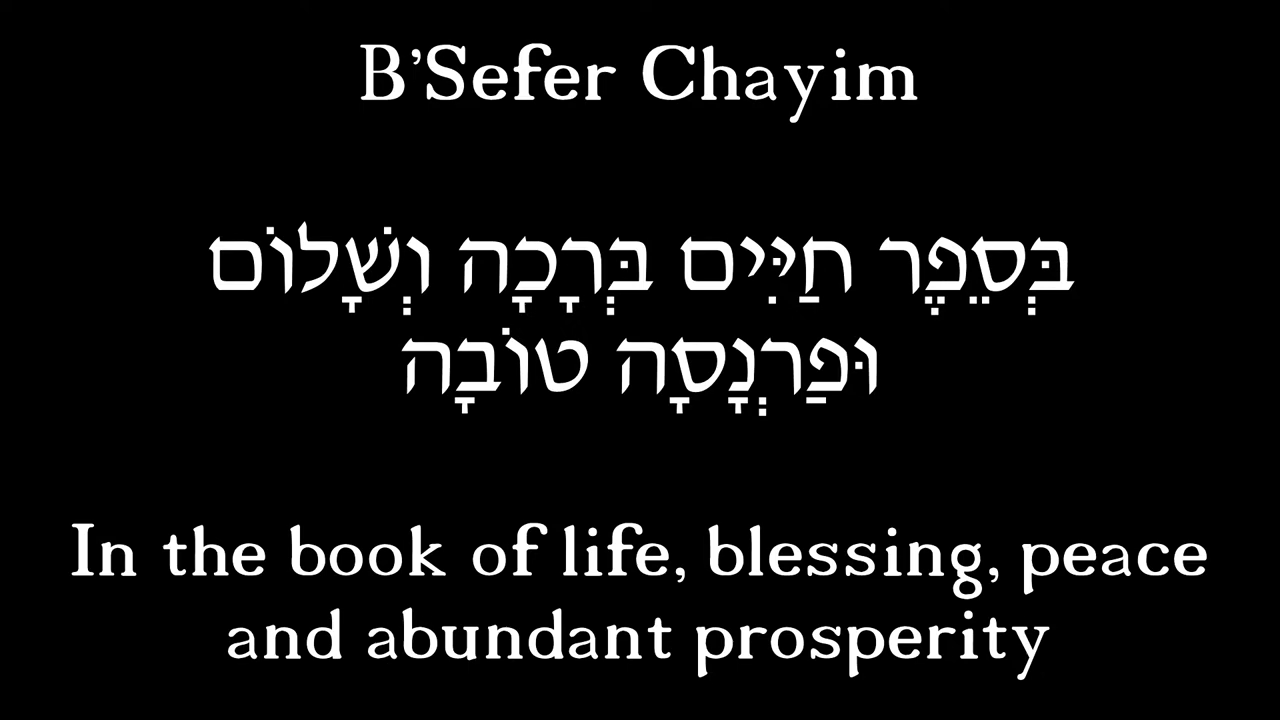 B’Sefer Chayim
בְּסֵפֶר חַיִּים בְּרָכָה וְשָׁלוֹם
וּפַרְנָסָה טוֹבָה
In the book of life, blessing, peace
and abundant prosperity